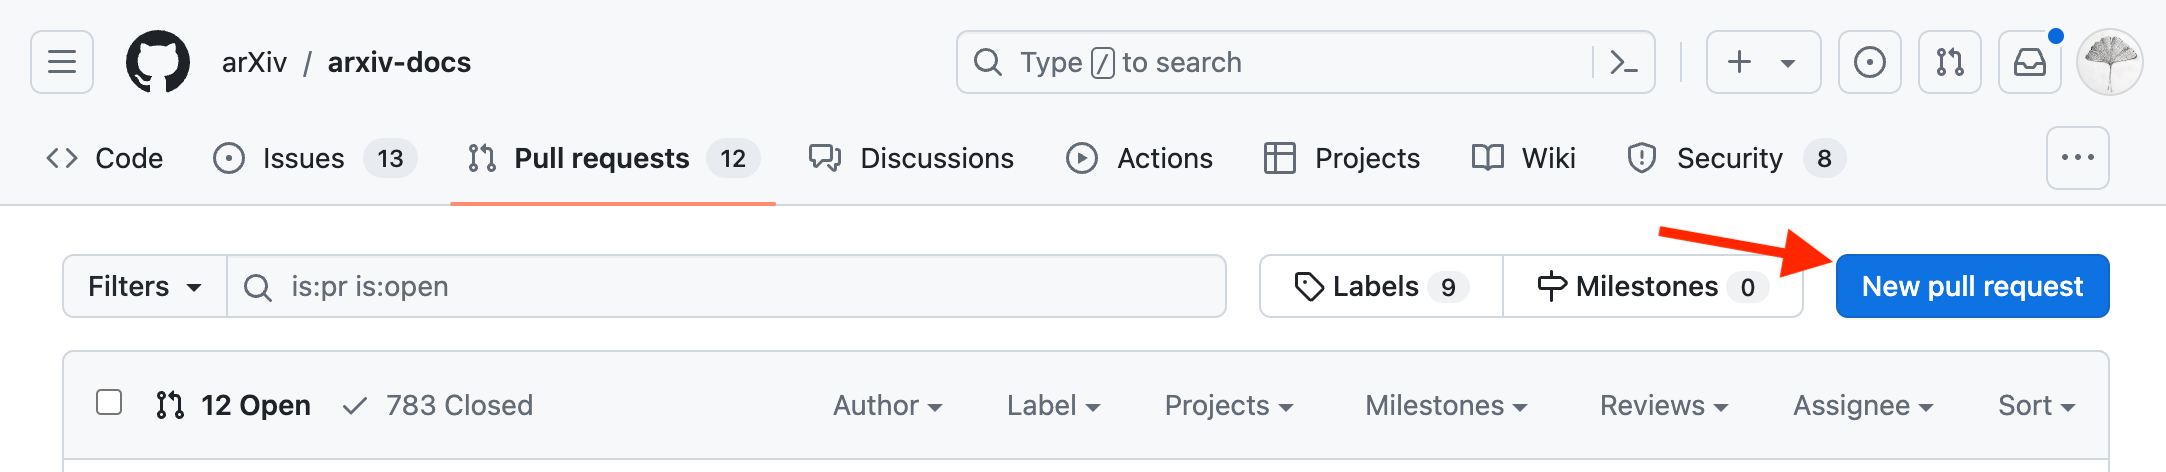 arXiv / arxiv-docs Type / to search
Code Issues 13 Pull requests 12 Discussions Actions Projects Wiki Security 8
Filters is:pr is:open Labels 9 Milestones 0 New pull request
12 Open 783 Closed Author Label Projects Milestones Reviews Assignee Sort